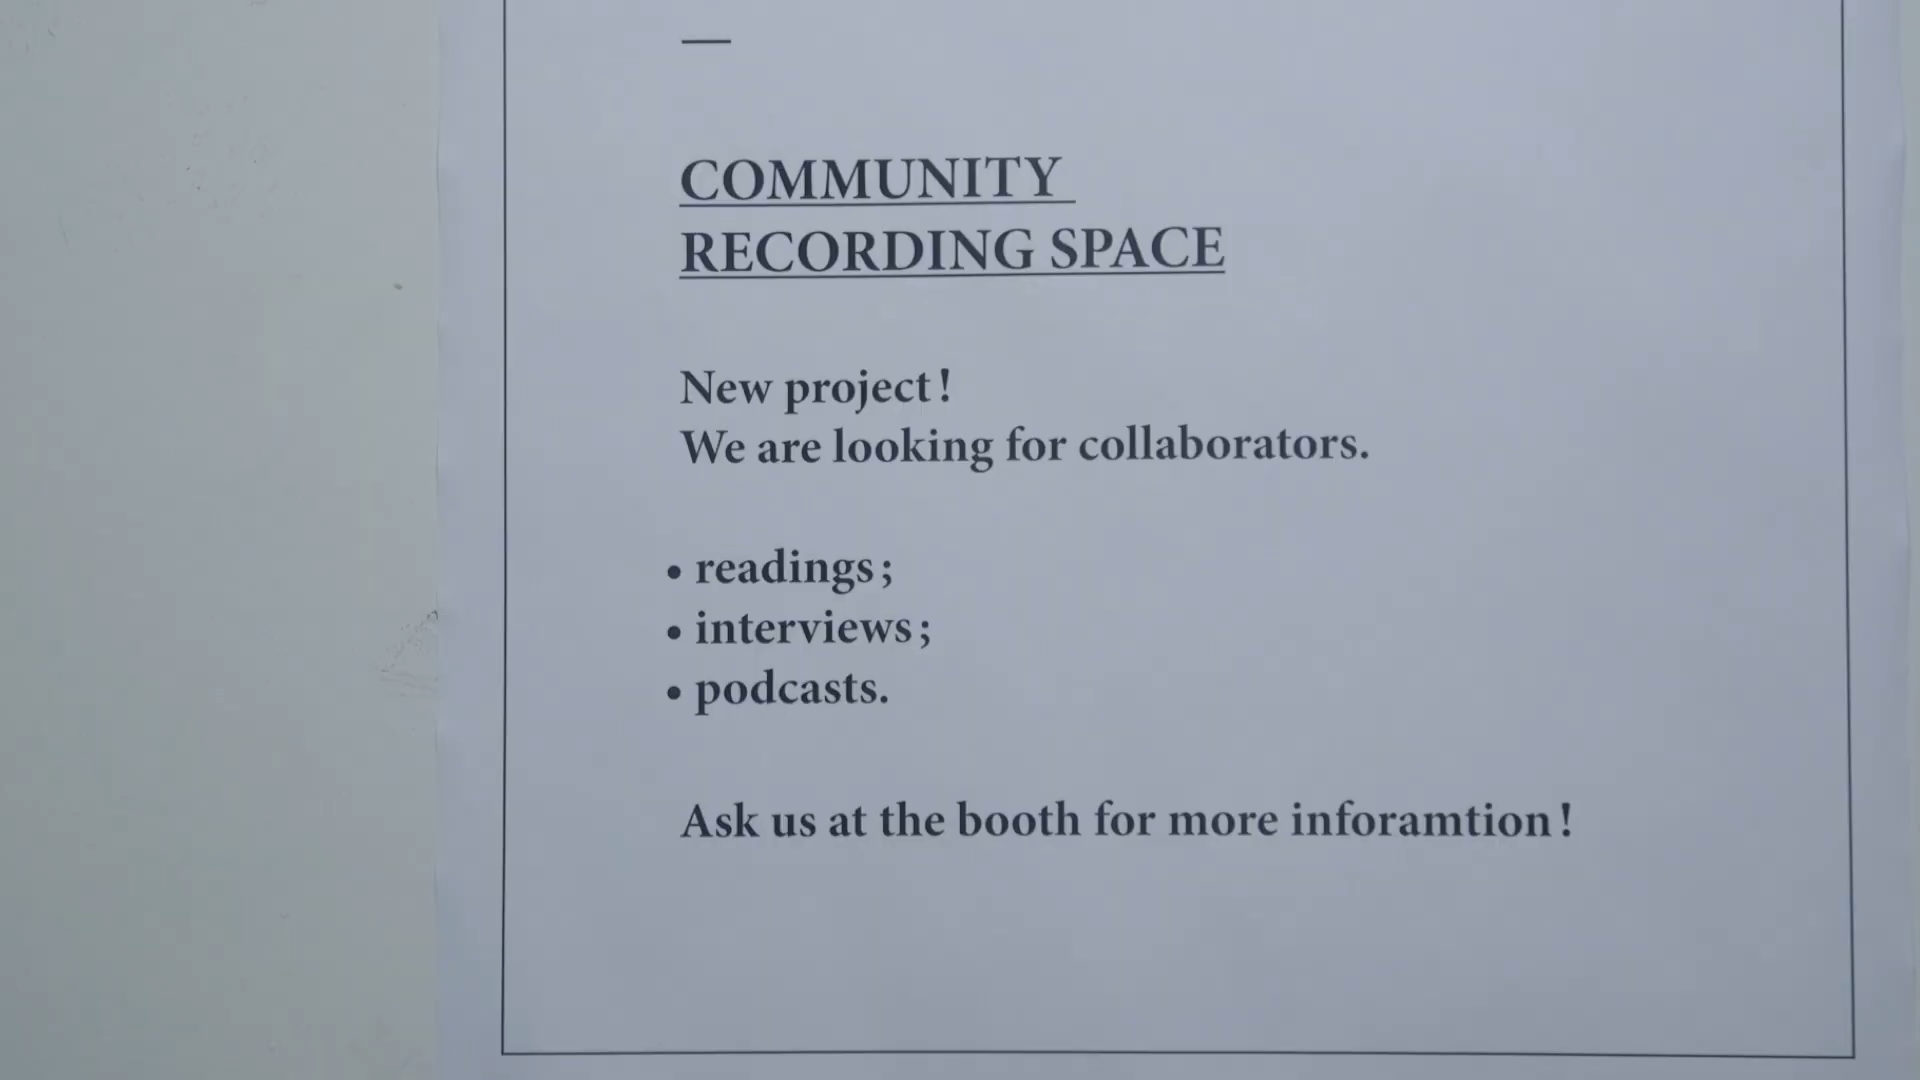 —
COMMUNITY
RECORDING SPACE
New project!
We are looking for collaborators.
• readings;
• interviews;
• podcasts.
Ask us at the booth for more inforamtion!